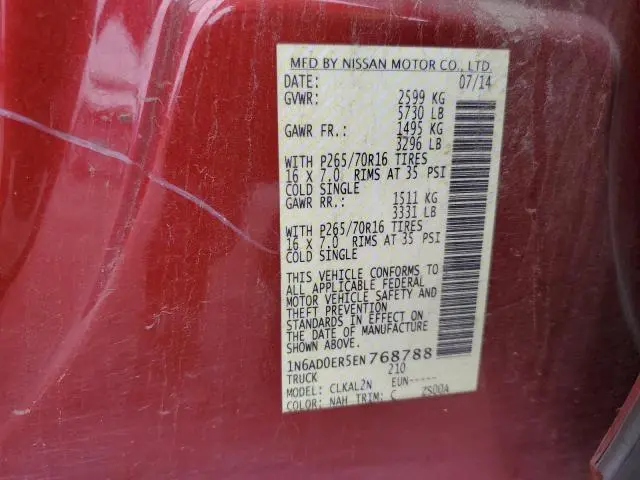 MFD BY NISSAN MOTOR CO., LTD.
DATE: 07/14
GVWR: 2599 KG
5730 LB
GAWR FR.: 1495 KG
3296 LB
WITH P265/70R16 TIRES
16 X 7.0 RIMS AT 35 PSI
COLD SINGLE
GAWR RR.: 1511 KG
3331 LB
WITH P265/70R16 TIRES
16 X 7.0 RIMS AT 35 PSI
COLD SINGLE
THIS VEHICLE CONFORMS TO
ALL APPLICABLE FEDERAL
MOTOR VEHICLE SAFETY AND
THEFT PREVENTION
STANDARDS IN EFFECT ON
THE DATE OF MANUFACTURE
SHOWN ABOVE.
1N6AD0ER5EN768788
TRUCK 210
MODEL: CLKAL2N EUN-----
COLOR: NAH TRIM: C 2S00A